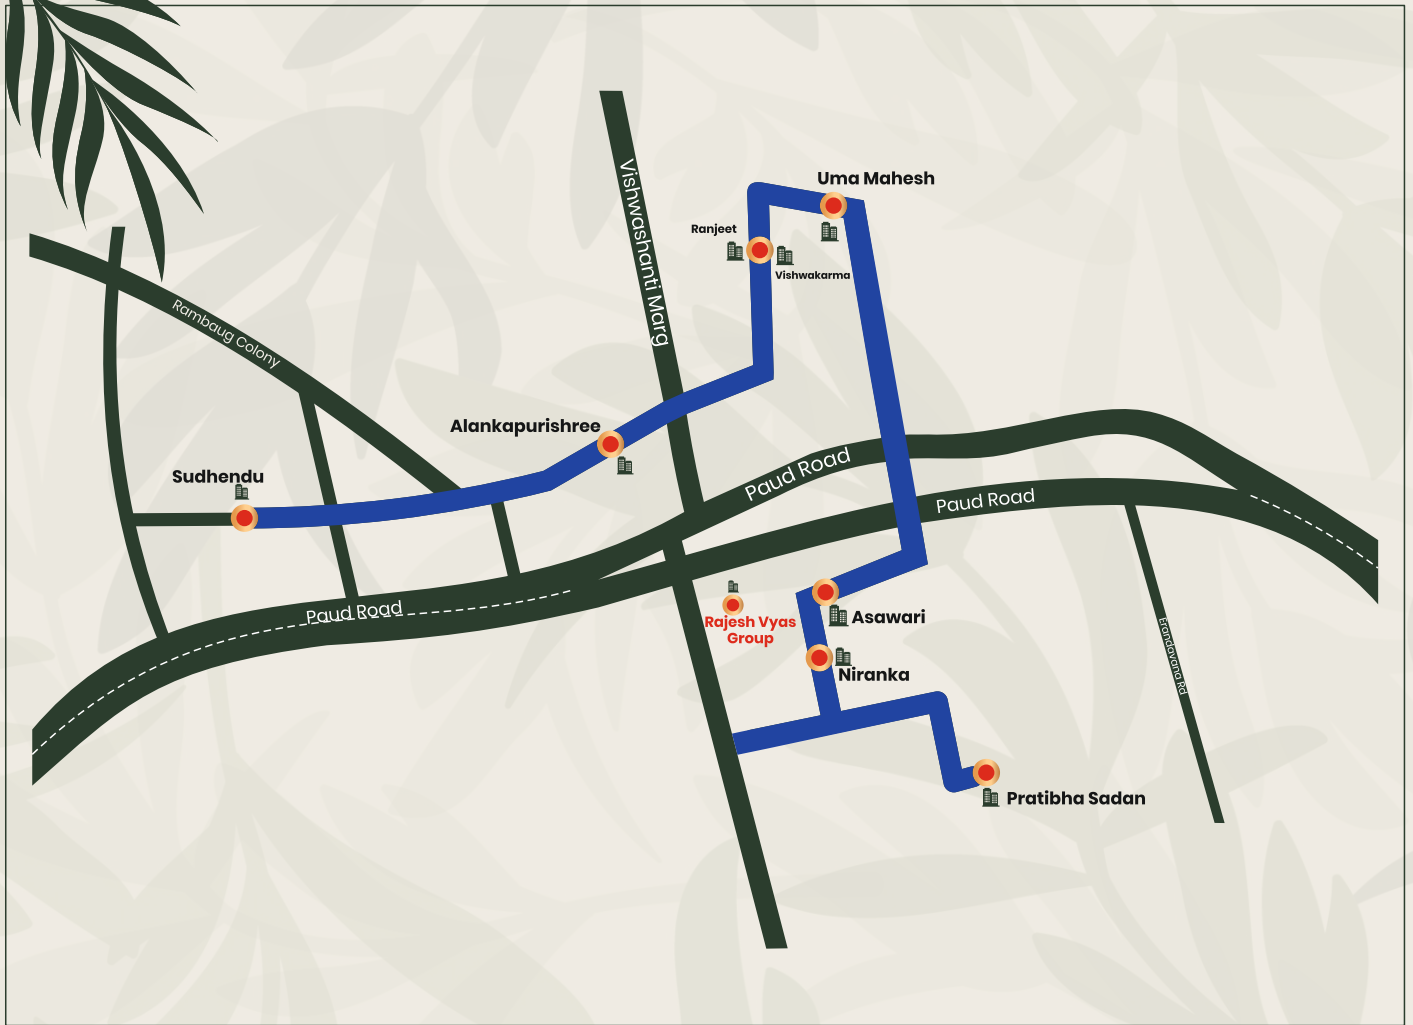 Uma Mahesh
Vishwashanti Marg
Ranjeet
Vishwakarma
Rambaug Colony
Alankapurishree
Sudhendu
Paud Road
Paud Road
Paud Road
Rajesh Vyas
Group
Asawari
Niranka
Erandavana Rd
Pratibha Sadan